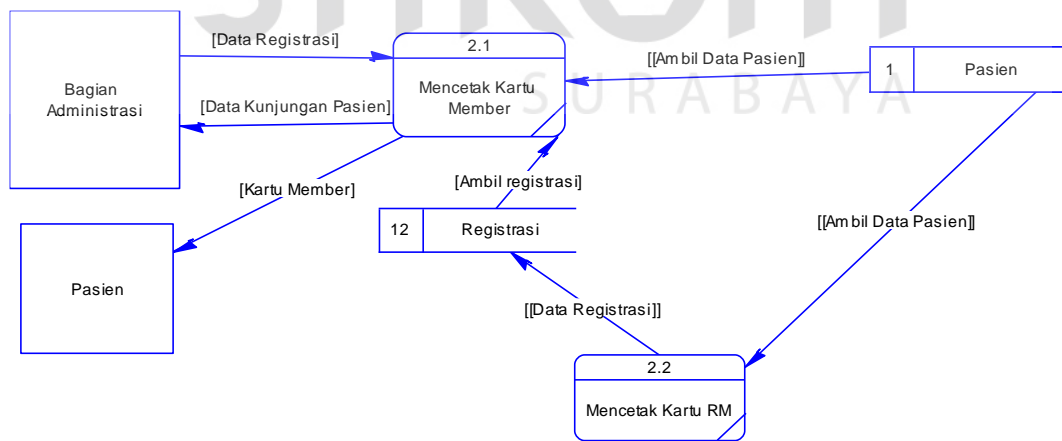 SURABAYA
[Data Registrasi]
2.1
Mencetak Kartu
Member
[[Ambil Data Pasien]]
1
Pasien
Bagian
Administrasi
[Data Kunjungan Pasien]
[Kartu Member]
[Ambil registrasi]
12
Registrasi
[[Ambil Data Pasien]]
Pasien
[[Data Registrasi]]
2.2
Mencetak Kartu RM